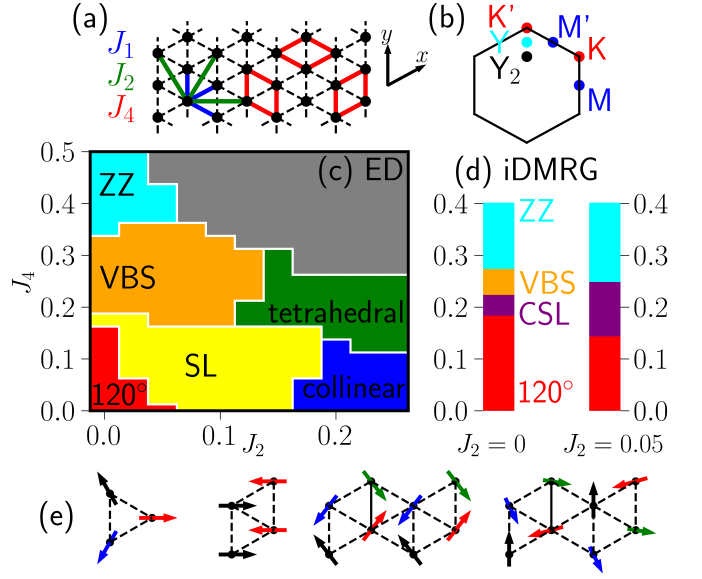 (a)
J₁
J₂
J₄
y
x
(b)
K'
M'
Y
K
Y₂
M
(c) ED
0.5
0.4
0.3
0.2
0.1
0.0
J₄
ZZ
VBS
tetrahedral
SL
120°
collinear
0.0 0.1 0.2
J₂
(d) iDMRG
0.4 ZZ 0.4
0.3 0.3
VBS
0.2 CSL 0.2
0.1 0.1
120°
0.0 0.0
J₂ = 0 J₂ = 0.05
(e)